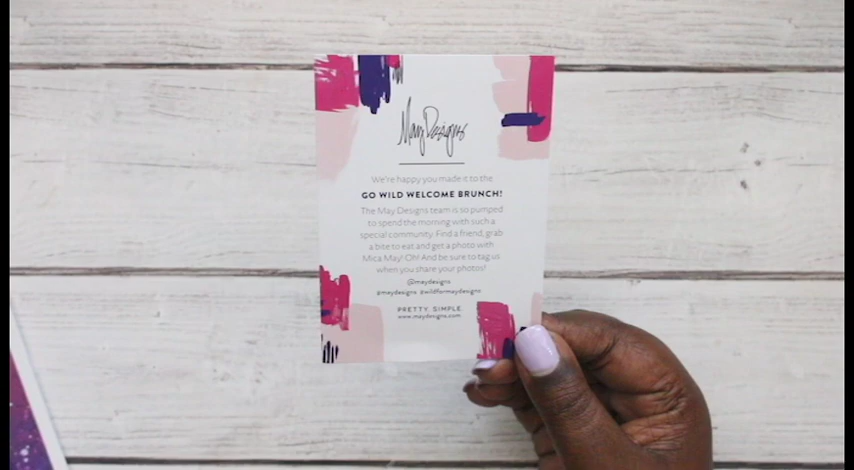 May Designs
We're happy you made it to the
GO WILD WELCOME BRUNCH!
The May Designs team is so pumped
to spend the morning with such a
special community. Find a friend, grab
a bite to eat and get a photo with
Mica May! Oh! And be sure to tag us
when you share your photos!
@maydesigns
#maydesigns #wildformaydesigns
PRETTY. SIMPLE.
www.maydesigns.com